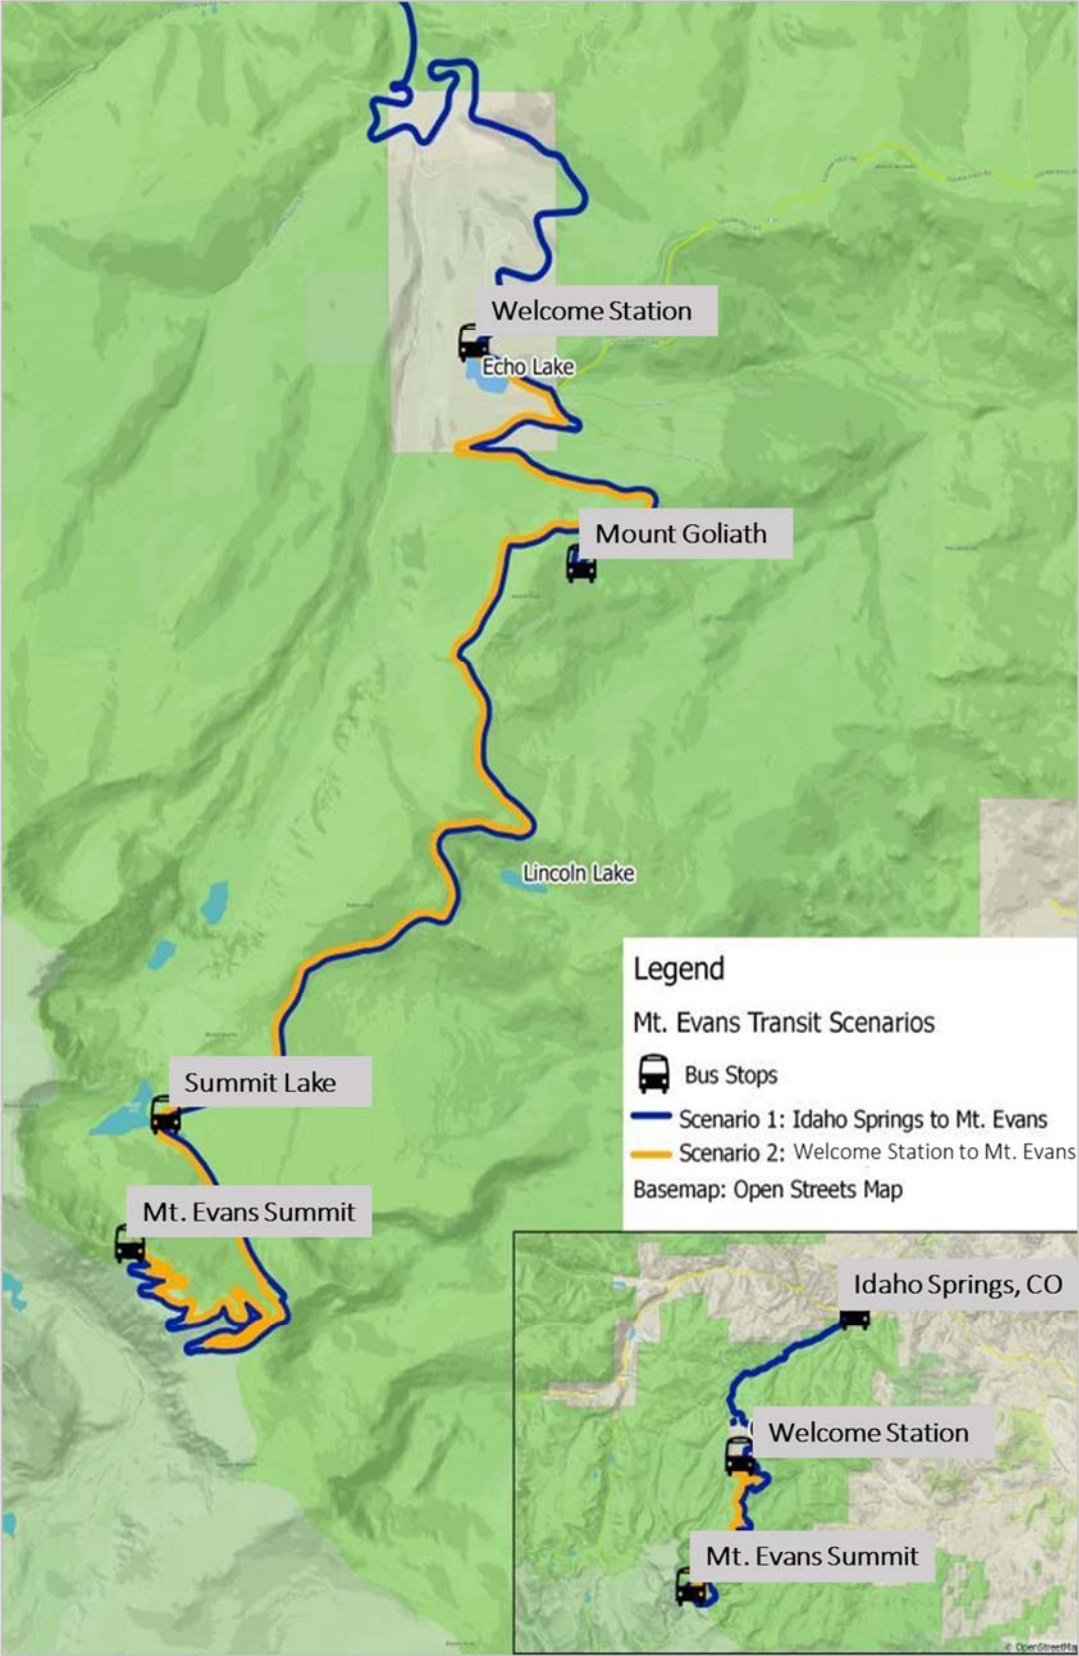 Welcome Station
Echo Lake
Mount Goliath
Lincoln Lake
Summit Lake
Mt. Evans Summit
Legend
Mt. Evans Transit Scenarios
Bus Stops
Scenario 1: Idaho Springs to Mt. Evans
Scenario 2: Welcome Station to Mt. Evans
Basemap: Open Streets Map
Idaho Springs, CO
Welcome Station
Mt. Evans Summit
© OpenStreetMa